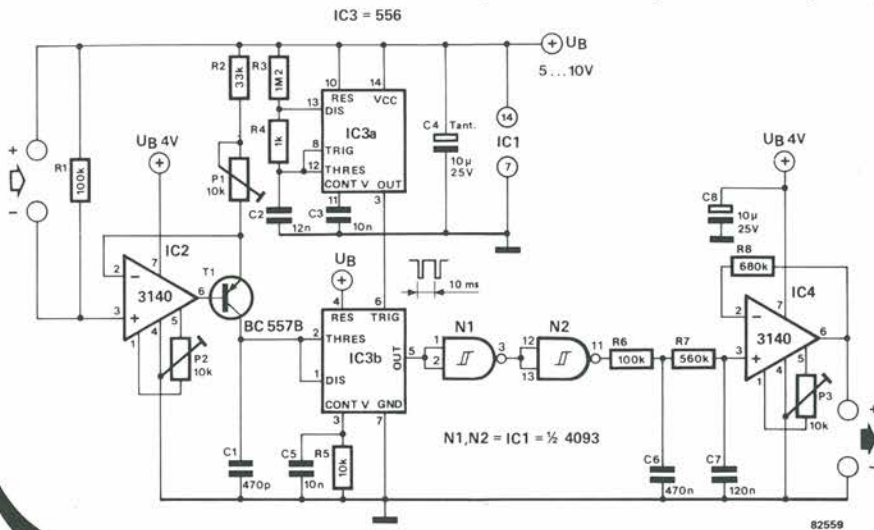 IC3 = 556
UB
5 ... 10V
R2
33k
R3
1M2
10
RES
14
VCC
13
DIS
IC3a
R4
1k
8
TRIG
12
THRES
CONT V
OUT
11
3
C4
Tant.
10µ
25V
14
IC1
7
+
−
R1
100k
UB 4V
P1
10k
C2
12n
C3
10n
IC2
2
−
7
3140
6
3
+
4
5
1
P2
10k
T1
BC 557B
UB
10 ms
4
RES
6
TRIG
2
THRES
IC3b
OUT
5
1
DIS
CONT V
GND
3
7
N1
1
2
3
N2
12
13
11
R6
100k
R7
560k
UB 4V
C8
10µ
25V
R8
680k
IC4
2
−
7
3140
6
3
+
4
5
1
P3
10k
+
−
N1,N2 = IC1 = ½ 4093
C1
470p
C5
10n
R5
10k
C6
470n
C7
120n
82559